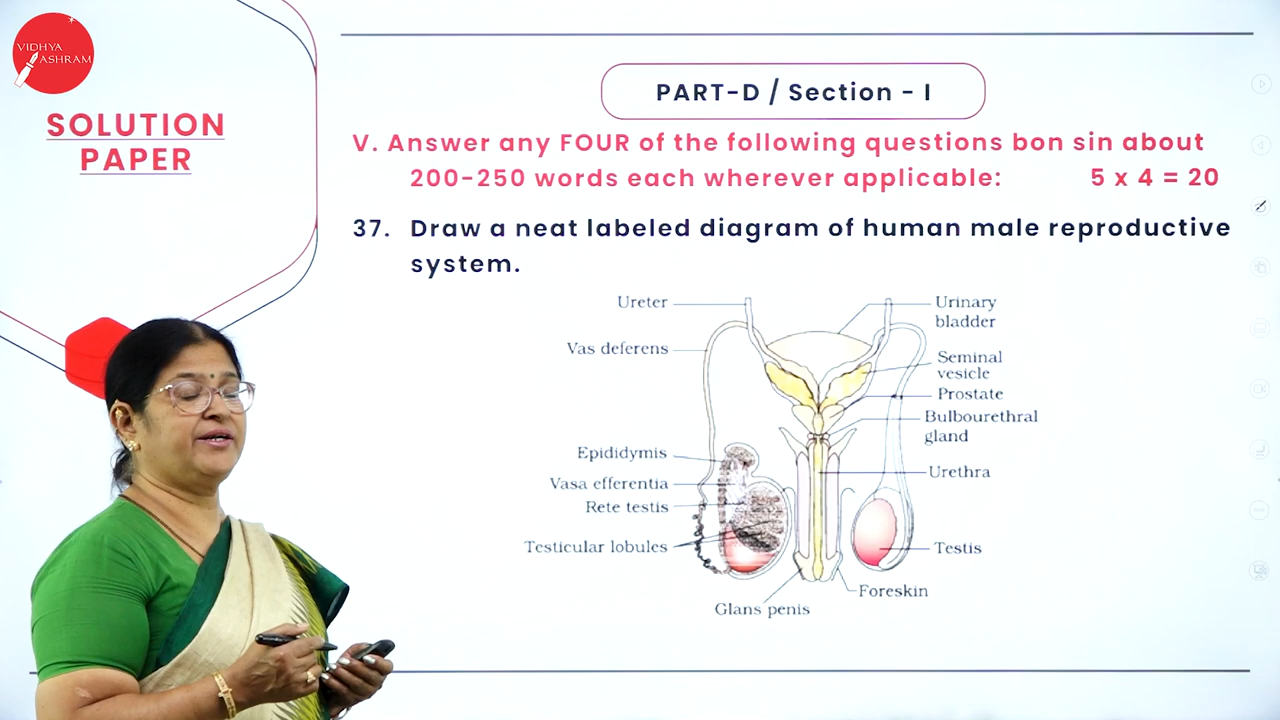 VIDHYA
ASHRAM
SOLUTION
PAPER
PART-D / Section - I
V. Answer any FOUR of the following questions bon sin about
200-250 words each wherever applicable: 5 x 4 = 20
37. Draw a neat labeled diagram of human male reproductive
system.
Ureter
Urinary
bladder
Vas deferens
Seminal
vesicle
Prostate
Bulbourethral
gland
Epididymis
Urethra
Vasa efferentia
Rete testis
Testicular lobules
Testis
Foreskin
Glans penis